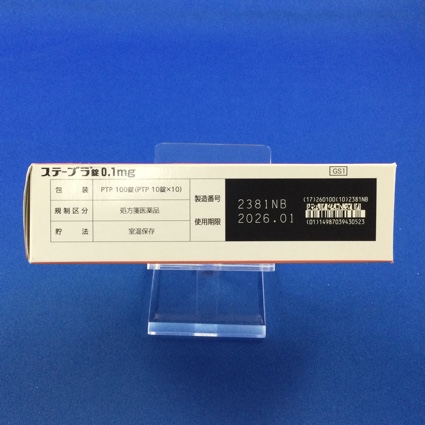 ステーブラ錠0.1mg
GS1
包装 PTP 100錠(PTP 10錠×10)
規制区分 処方箋医薬品
貯法 室温保存
製造番号 2381NB
使用期限 2026.01
(17)260100(10)2381NB
(01)14987039430523